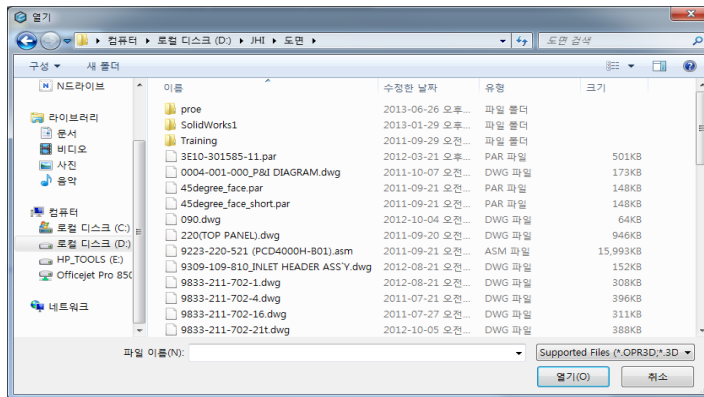 열기
컴퓨터 ▸ 로컬 디스크 (D:) ▸ JHI ▸ 도면 ▸ 도면 검색
구성 새 폴더
N드라이브
라이브러리
문서
비디오
사진
음악
컴퓨터
로컬 디스크 (C:)
로컬 디스크 (D:)
HP_TOOLS (E:)
Officejet Pro 850
네트워크
이름 수정한 날짜 유형 크기
proe 2013-06-26 오후... 파일 폴더
SolidWorks1 2013-01-29 오후... 파일 폴더
Training 2011-09-29 오전... 파일 폴더
3E10-301585-11.par 2012-03-21 오후... PAR 파일 501KB
0004-001-000_P&I DIAGRAM.dwg 2011-10-07 오전... DWG 파일 173KB
45degree_face.par 2011-09-21 오전... PAR 파일 148KB
45degree_face_short.par 2011-09-21 오전... PAR 파일 148KB
090.dwg 2012-10-04 오전... DWG 파일 64KB
220(TOP PANEL).dwg 2011-09-20 오전... DWG 파일 946KB
9223-220-521 (PCD4000H-B01).asm 2011-09-21 오전... ASM 파일 15,993KB
9309-109-810_INLET HEADER ASS`Y.dwg 2012-08-21 오전... DWG 파일 152KB
9833-211-702-1.dwg 2012-08-21 오전... DWG 파일 308KB
9833-211-702-4.dwg 2011-07-21 오전... DWG 파일 396KB
9833-211-702-16.dwg 2011-07-27 오전... DWG 파일 311KB
9833-211-702-21t.dwg 2012-10-05 오전... DWG 파일 388KB
파일 이름(N): Supported Files (*.OPR3D;*.3D
열기(O) 취소